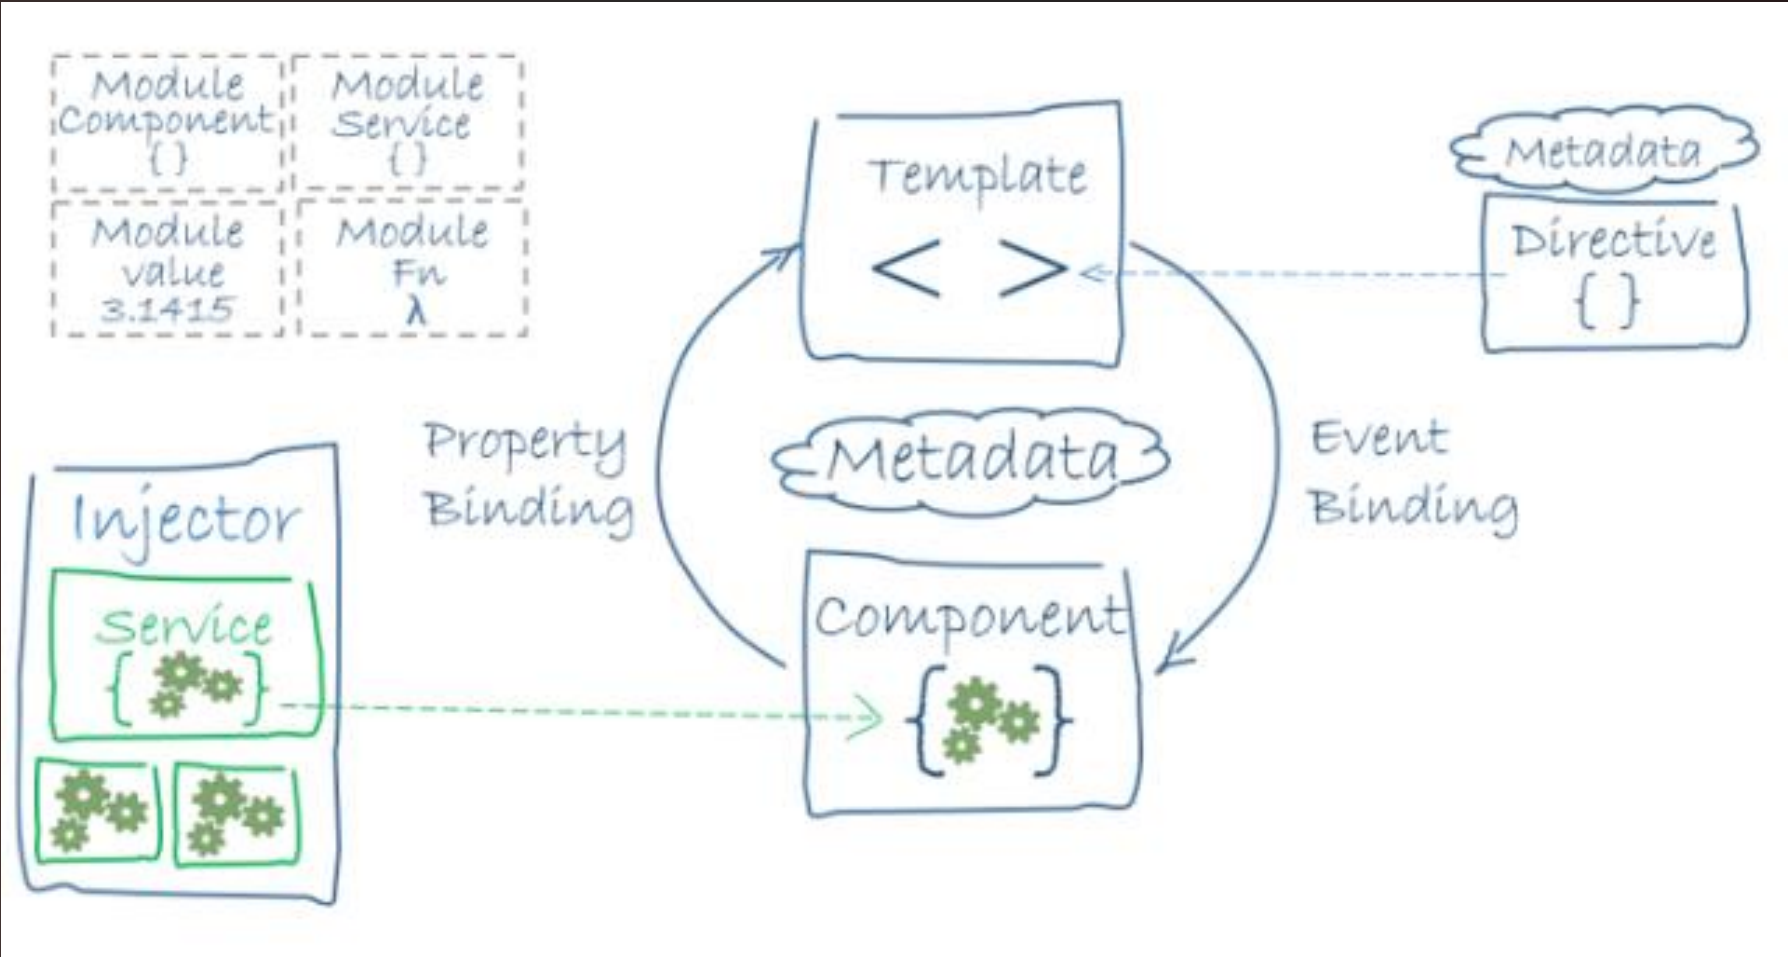 Module
Component
{ }
Module
Service
{ }
Module
value
3.1415
Module
Fn
λ
Template
< >
Metadata
Directive
{ }
Property
Binding
Metadata
Event
Binding
Injector
Service
{ }
Component
{ }